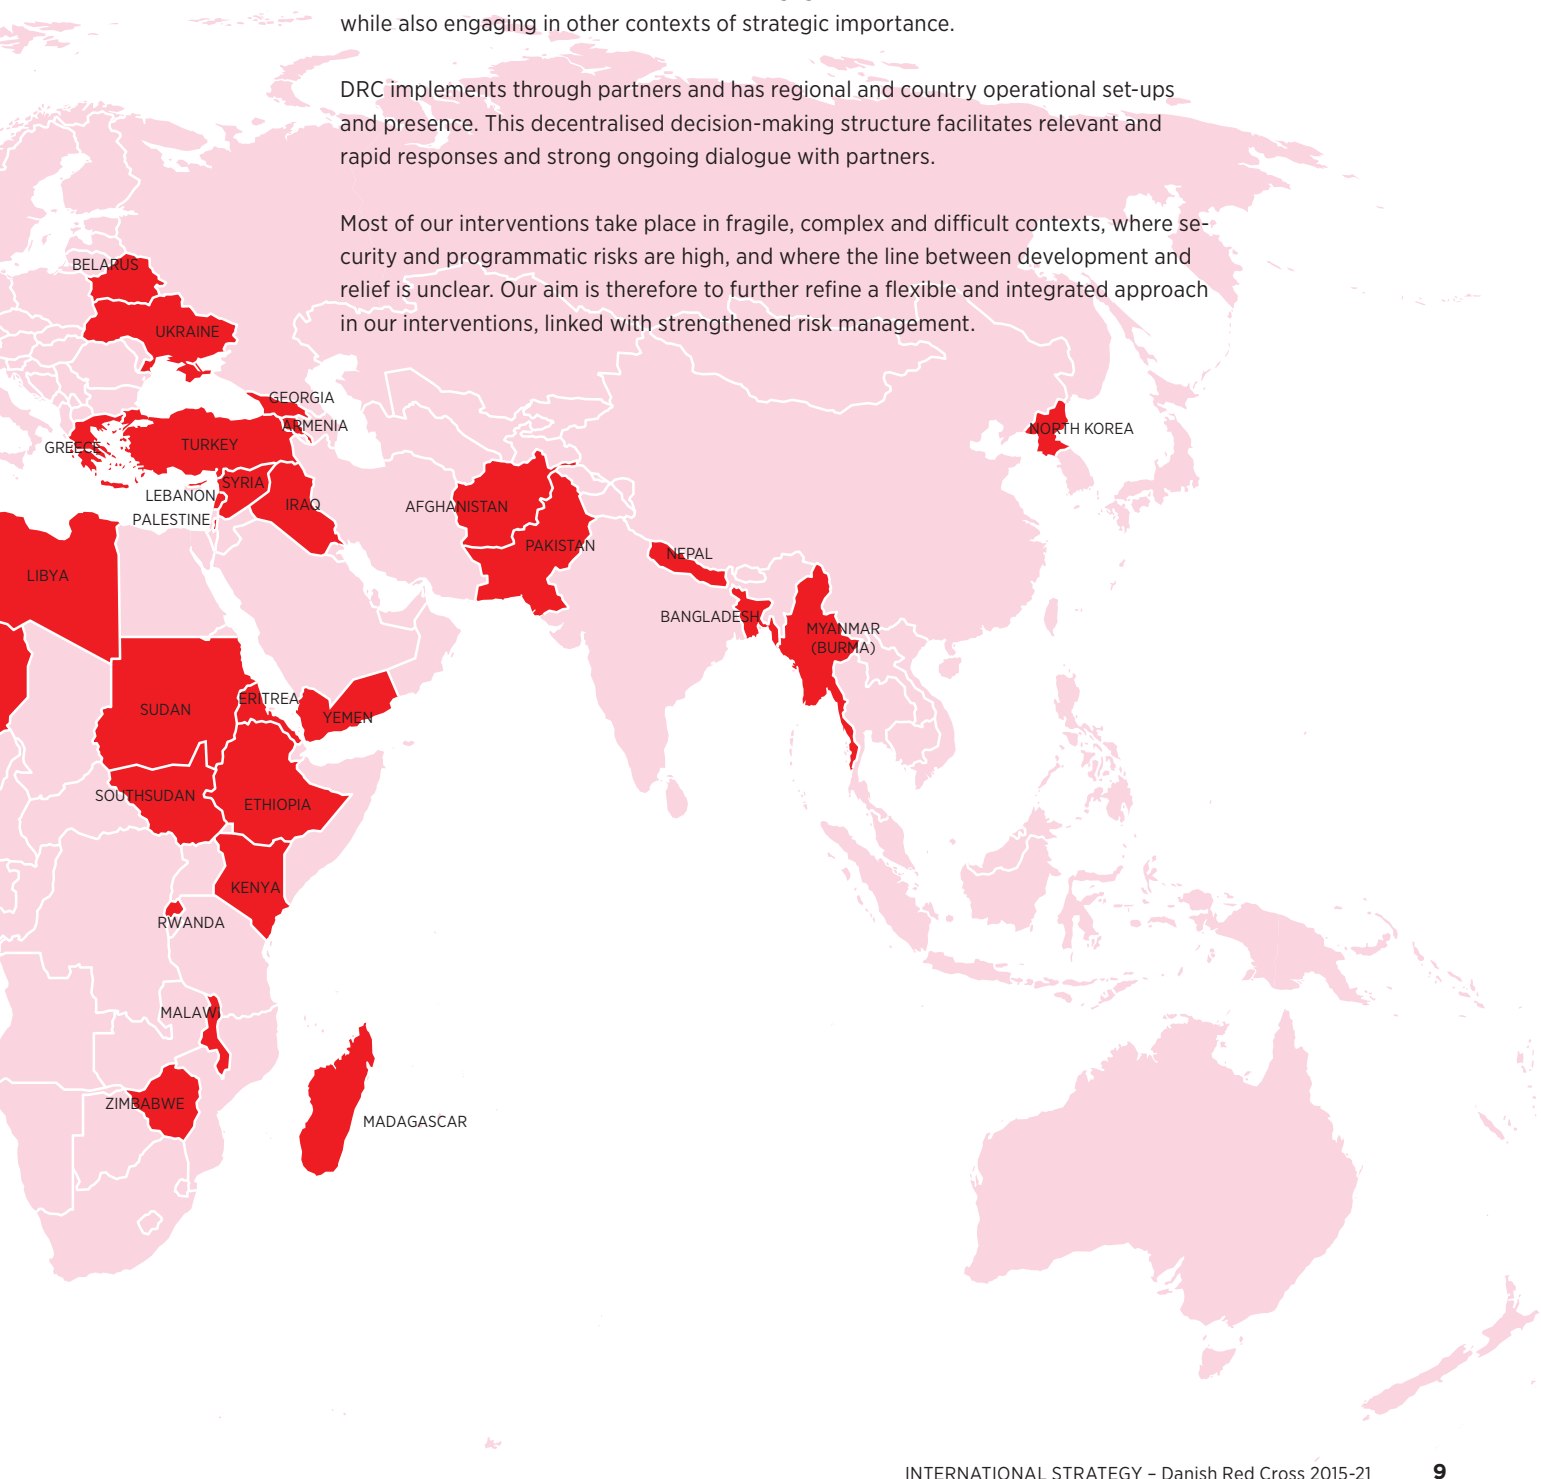 while also engaging in other contexts of strategic importance.
DRC implements through partners and has regional and country operational set-ups
and presence. This decentralised decision-making structure facilitates relevant and
rapid responses and strong ongoing dialogue with partners.
Most of our interventions take place in fragile, complex and difficult contexts, where se-
curity and programmatic risks are high, and where the line between development and
relief is unclear. Our aim is therefore to further refine a flexible and integrated approach
in our interventions, linked with strengthened risk management.
BELARUS
UKRAINE
GEORGIA
ARMENIA
GREECE
TURKEY
NORTH KOREA
SYRIA
LEBANON
IRAQ
AFGHANISTAN
PALESTINE
PAKISTAN
NEPAL
LIBYA
BANGLADESH
MYANMAR
(BURMA)
ERITREA
SUDAN
YEMEN
SOUTHSUDAN
ETHIOPIA
KENYA
RWANDA
MALAWI
ZIMBABWE
MADAGASCAR
INTERNATIONAL STRATEGY – Danish Red Cross 2015-21 9